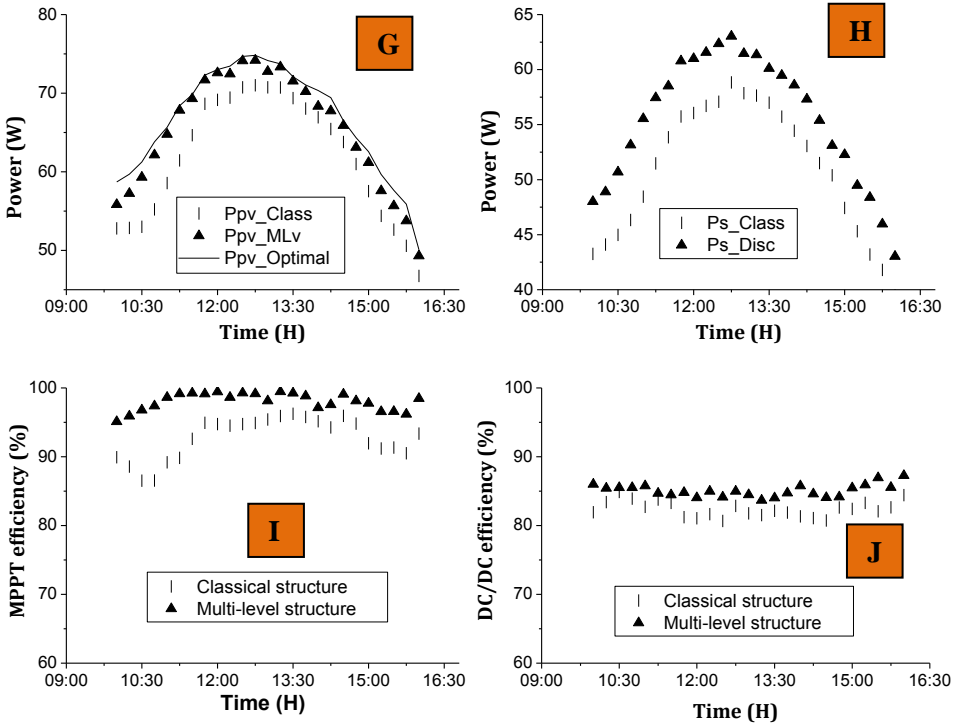 G
Power (W)
70
60
50
Ppv_Class
Ppv_MLv
Ppv_Optimal
09:00 10:30 12:00 13:30 15:00 16:30
Time (H)
H
Power (W)
65
60
55
50
45
40
Ps_Class
Ps_Disc
09:00 10:30 12:00 13:30 15:00 16:30
Time (H)
MPPT efficiency (%)
100
90
80
70
60
I
Classical structure
Multi-level structure
09:00 10:30 12:00 13:30 15:00 16:30
Time (H)
DC/DC efficiency (%)
100
90
80
70
60
J
Classical structure
Multi-level structure
09:00 10:30 12:00 13:30 15:00 16:30
Time (H)